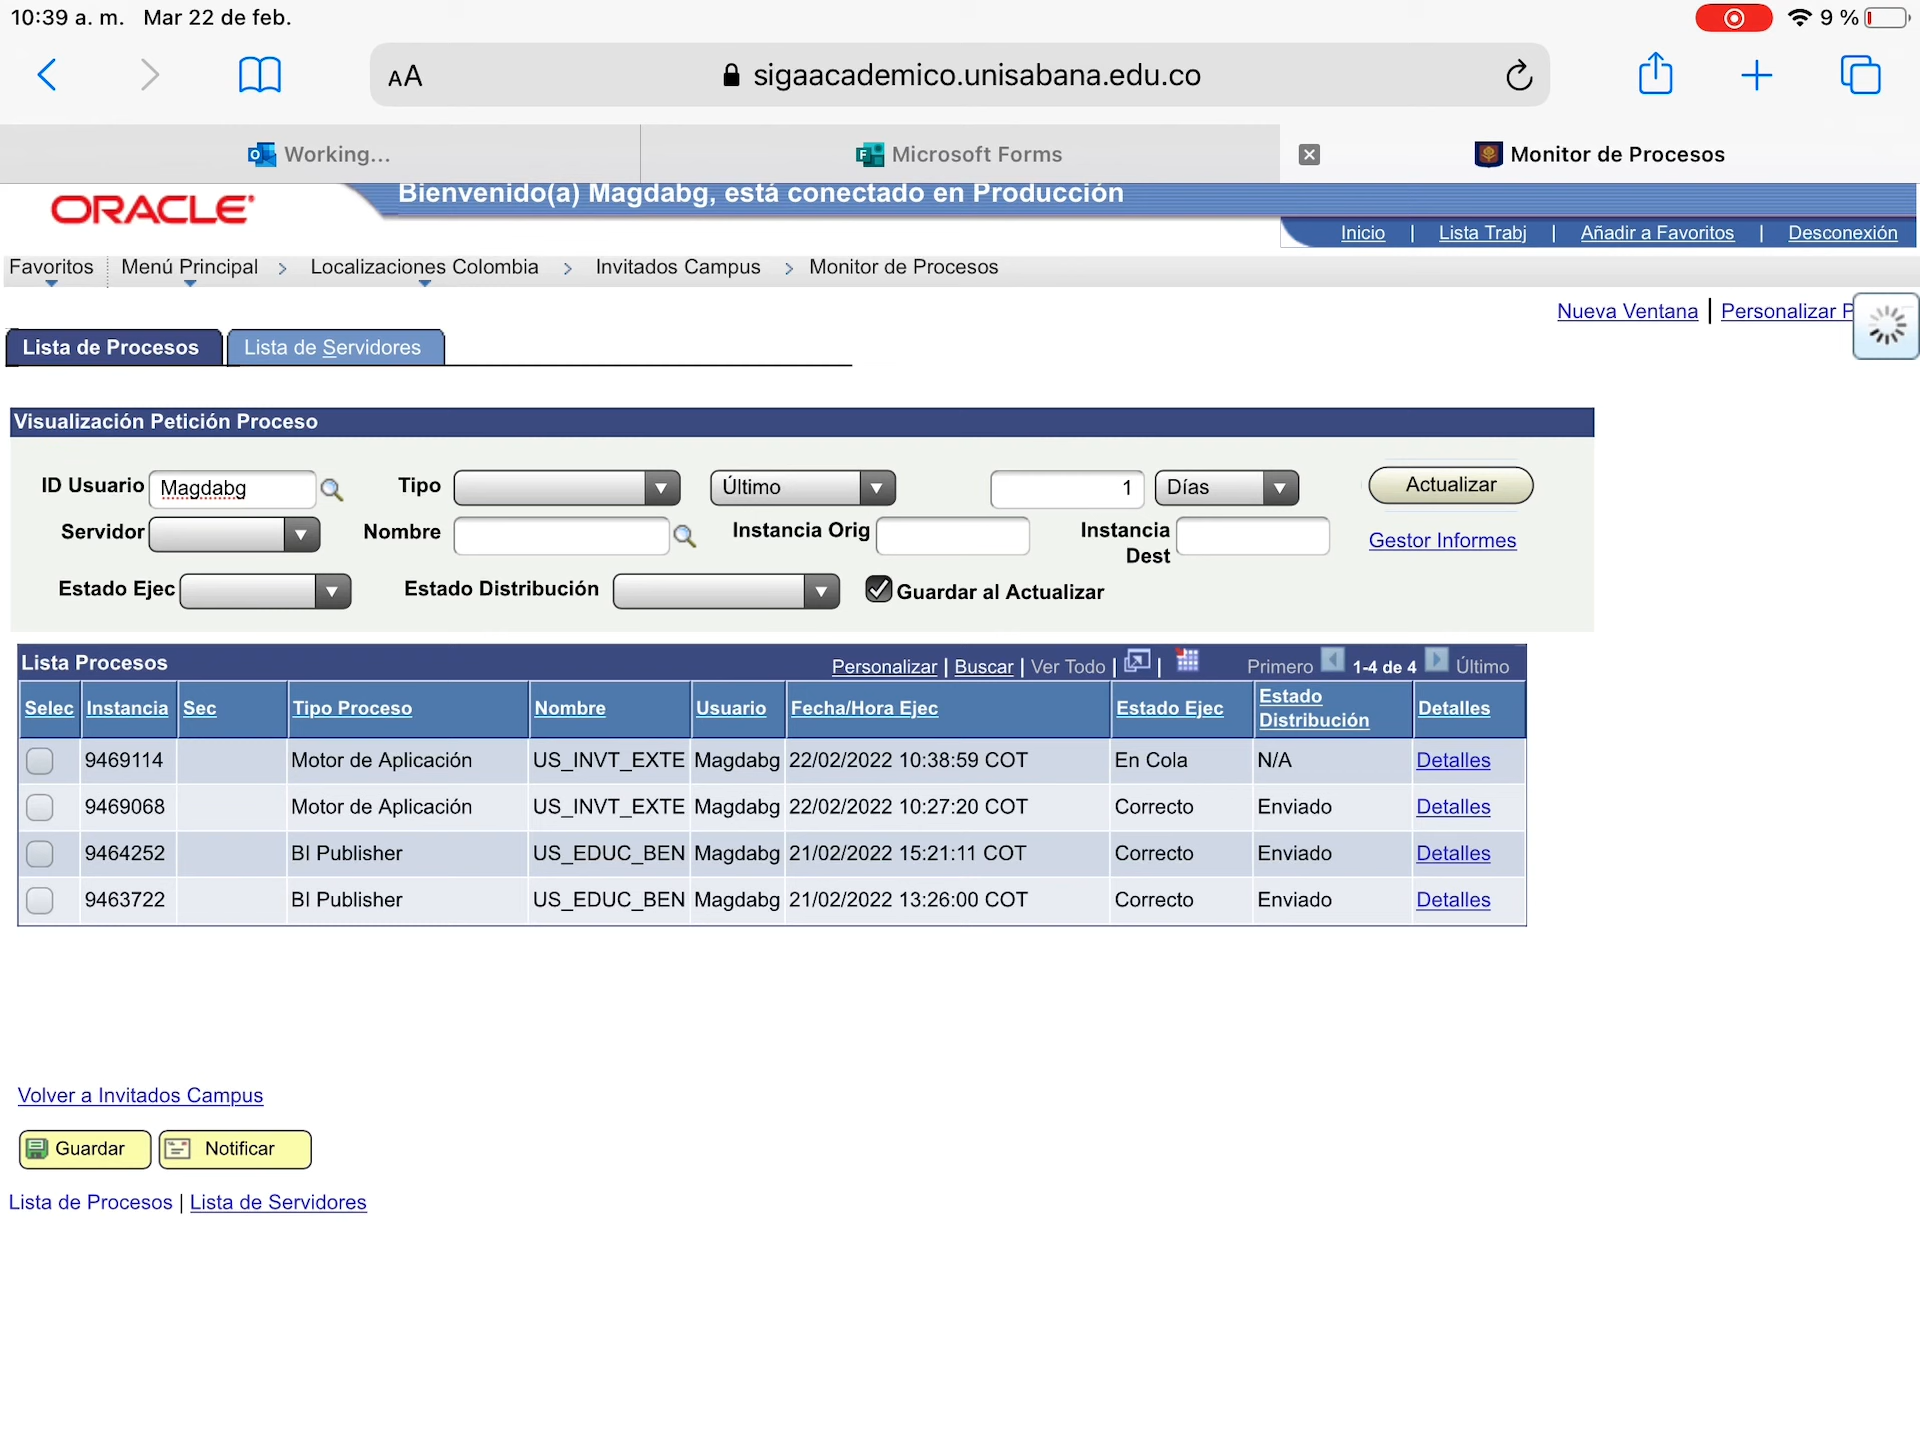 10:39 a. m. Mar 22 de feb. 9 %
AA sigaacademico.unisabana.edu.co
Working... Microsoft Forms Monitor de Procesos
ORACLE Bienvenido(a) Magdabg, está conectado en Producción
Inicio | Lista Trabj | Añadir a Favoritos | Desconexión
Favoritos Menú Principal > Localizaciones Colombia > Invitados Campus > Monitor de Procesos
Nueva Ventana | Personalizar P
Lista de Procesos Lista de Servidores
Visualización Petición Proceso
ID Usuario Magdabg Tipo Último 1 Días Actualizar
Servidor Nombre Instancia Orig Instancia Dest Gestor Informes
Estado Ejec Estado Distribución Guardar al Actualizar
Lista Procesos Personalizar | Buscar | Ver Todo | | Primero 1-4 de 4 Último
Selec Instancia Sec Tipo Proceso Nombre Usuario Fecha/Hora Ejec Estado Ejec Estado Distribución Detalles
9469114 Motor de Aplicación US_INVT_EXTE Magdabg 22/02/2022 10:38:59 COT En Cola N/A Detalles
9469068 Motor de Aplicación US_INVT_EXTE Magdabg 22/02/2022 10:27:20 COT Correcto Enviado Detalles
9464252 BI Publisher US_EDUC_BEN Magdabg 21/02/2022 15:21:11 COT Correcto Enviado Detalles
9463722 BI Publisher US_EDUC_BEN Magdabg 21/02/2022 13:26:00 COT Correcto Enviado Detalles
Volver a Invitados Campus
Guardar Notificar
Lista de Procesos | Lista de Servidores